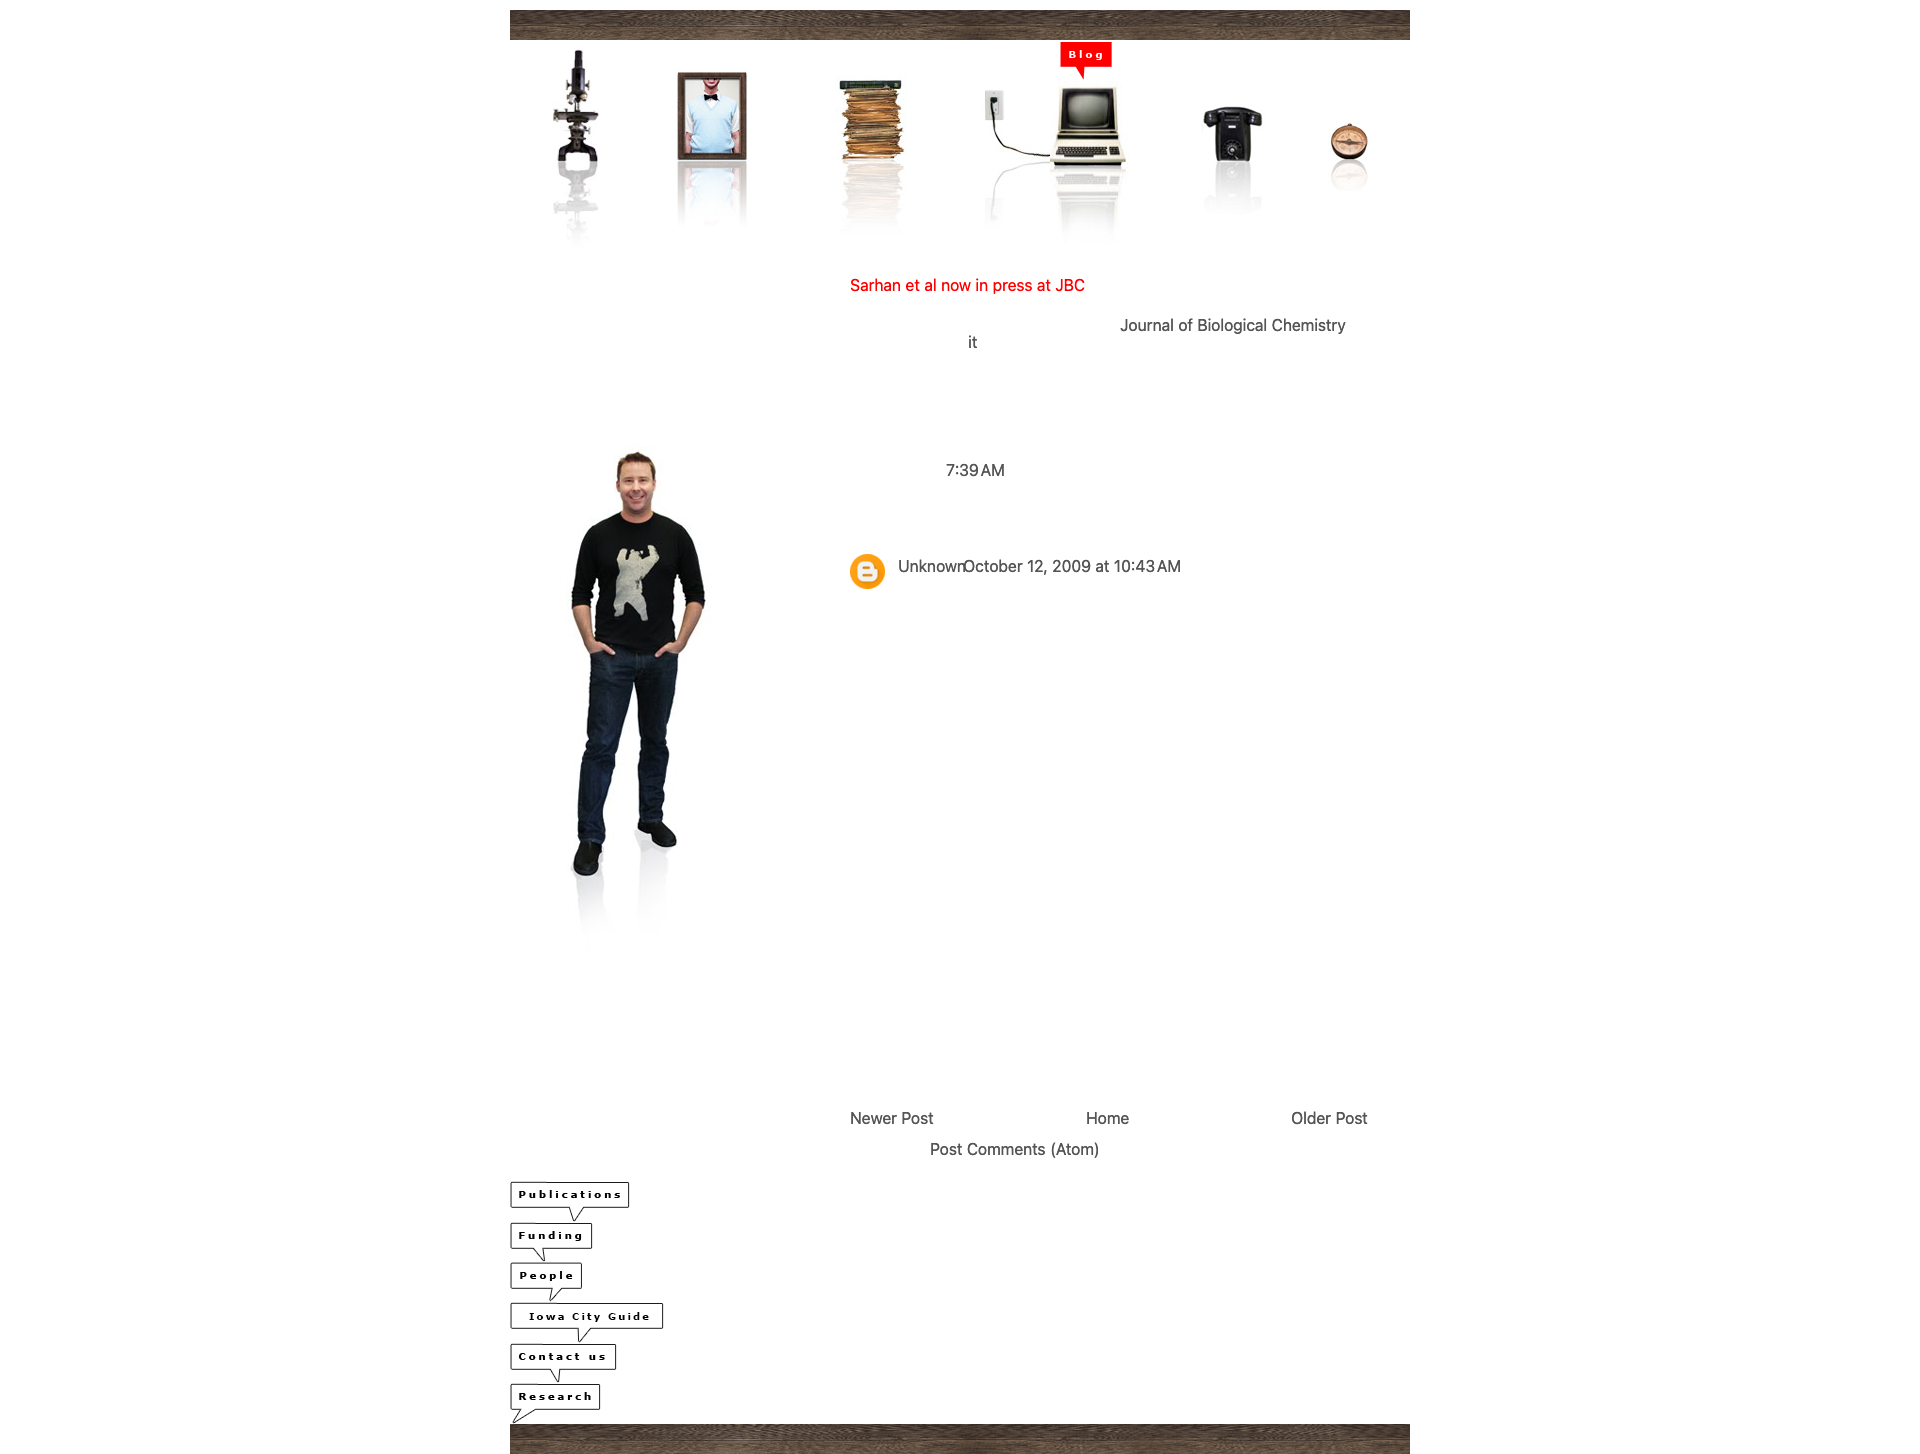 Blog
Sarhan et al now in press at JBC
Journal of Biological Chemistry
it
7:39 AM
Unknown October 12, 2009 at 10:43 AM
Newer Post Home Older Post
Post Comments (Atom)
Publications
Funding
People
Iowa City Guide
Contact us
Research